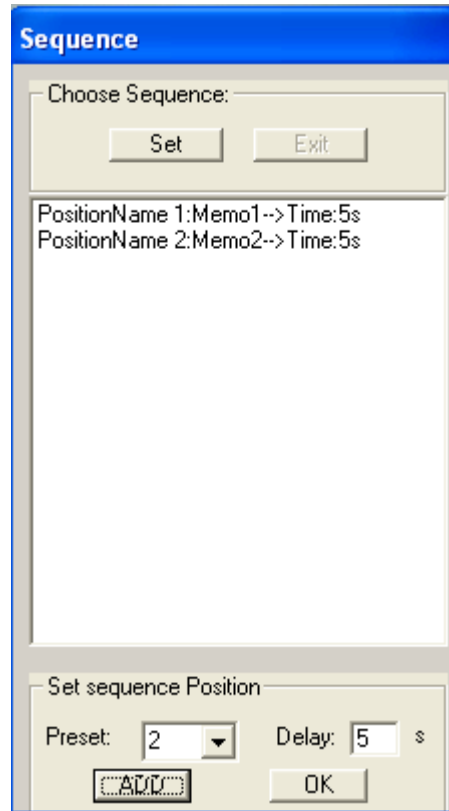 Sequence
Choose Sequence:
Set Exit
PositionName 1:Memo1-->Time:5s
PositionName 2:Memo2-->Time:5s
Set sequence Position
Preset: 2 Delay: 5 s
ADD OK